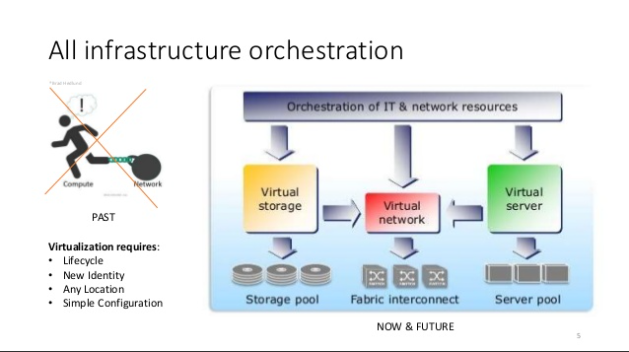 All infrastructure orchestration
!
Compute
Network
PAST
Virtualization requires:
• Lifecycle
• New Identity
• Any Location
• Simple Configuration
Orchestration of IT & network resources
Virtual
storage
Virtual
network
Virtual
server
Storage pool
Fabric interconnect
Server pool
NOW & FUTURE
5